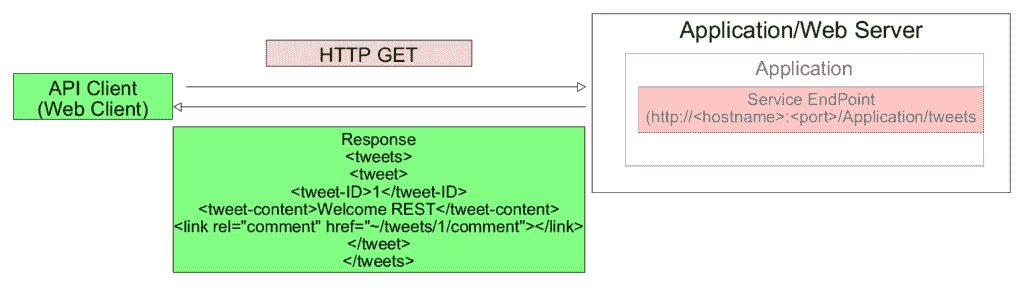 HTTP GET
API Client
(Web Client)
Response
<tweets>
<tweet>
<tweet-ID>1</tweet-ID>
<tweet-content>Welcome REST</tweet-content>
<link rel="comment" href="~/tweets/1/comment"></link>
</tweet>
</tweets>
Application/Web Server
Application
Service EndPoint
(http://<hostname>:<port>/Application/tweets